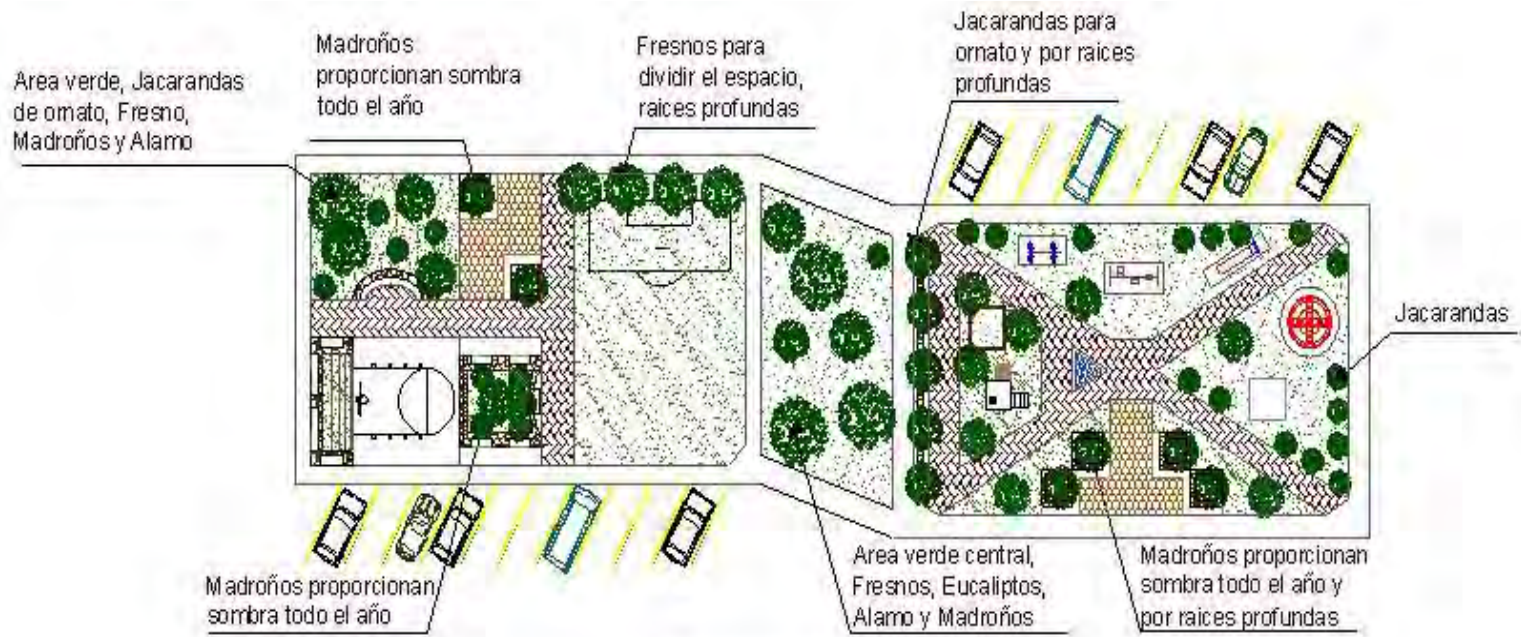 Area verde, Jacarandas
de ornato, Fresno,
Madroños y Alamo
Madroños
proporcionan sombra
todo el año
Fresnos para
dividir el espacio,
raices profundas
Jacarandas para
ornato y por raices
profundas
Jacarandas
Madroños proporcionan
sombra todo el año
Area verde central,
Fresnos, Eucaliptos,
Alamo y Madroños
Madroños proporcionan
sombra todo el año y
por raices profundas